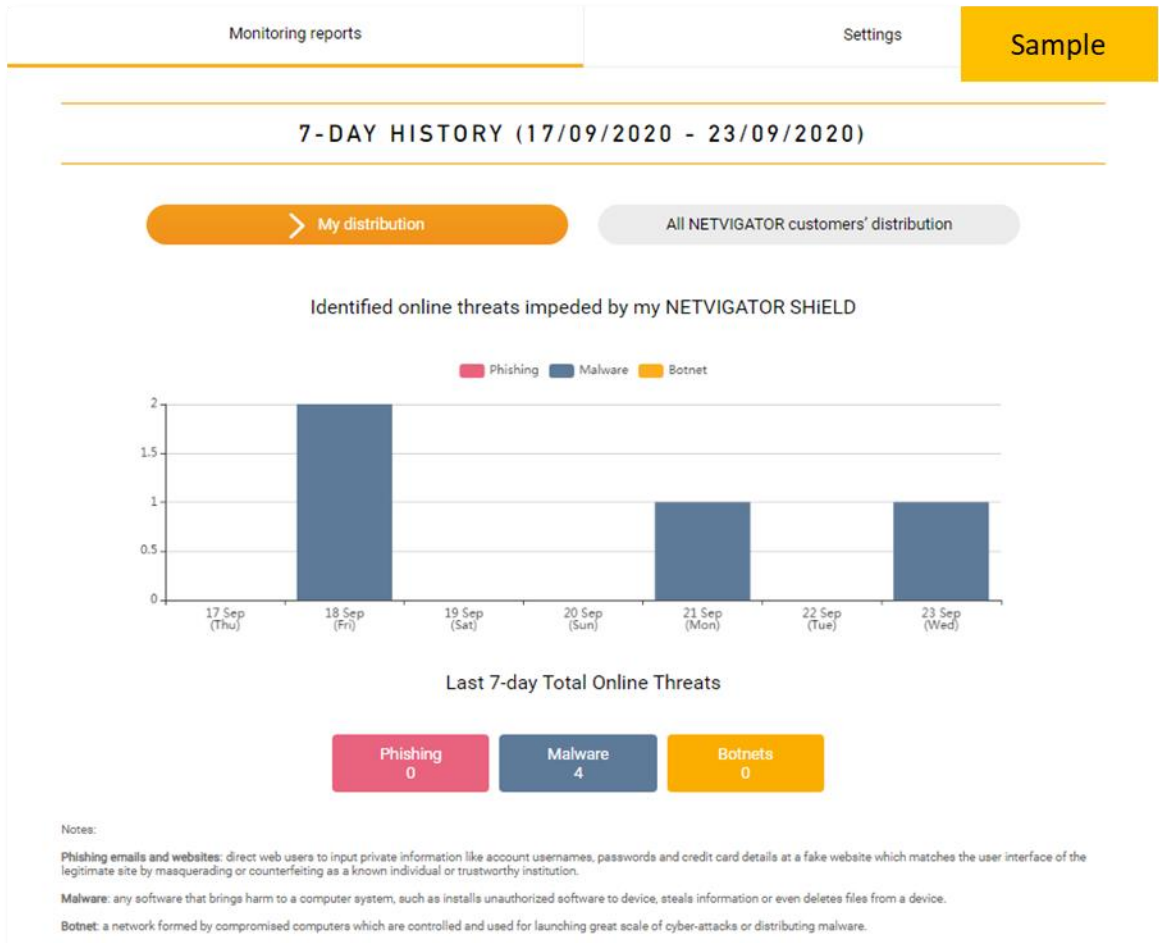 Monitoring reports
Settings
Sample
7-DAY HISTORY (17/09/2020 - 23/09/2020)
My distribution
All NETVIGATOR customers’ distribution
Identified online threats impeded by my NETVIGATOR SHiELD
Phishing Malware Botnet
2
1.5
1
0.5
0
17 Sep 18 Sep 19 Sep 20 Sep 21 Sep 22 Sep 23 Sep
(Thu) (Fri) (Sat) (Sun) (Mon) (Tue) (Wed)
Last 7-day Total Online Threats
Phishing Malware Botnets
0 4 0
Notes:
Phishing emails and websites: direct web users to input private information like account usernames, passwords and credit card details at a fake website which matches the user interface of the
legitimate site by masquerading or counterfeiting as a known individual or trustworthy institution.
Malware: any software that brings harm to a computer system, such as installs unauthorized software to device, steals information or even deletes files from a device.
Botnet: a network formed by compromised computers which are controlled and used for launching great scale of cyber-attacks or distributing malware.